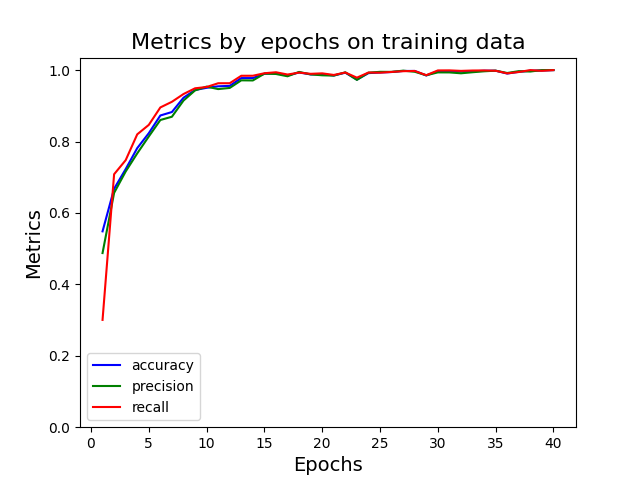 Metrics by  epochs on training data
Metrics
1.0
0.8
0.6
0.4
0.2
0.0
accuracy
precision
recall
0 5 10 15 20 25 30 35 40
Epochs